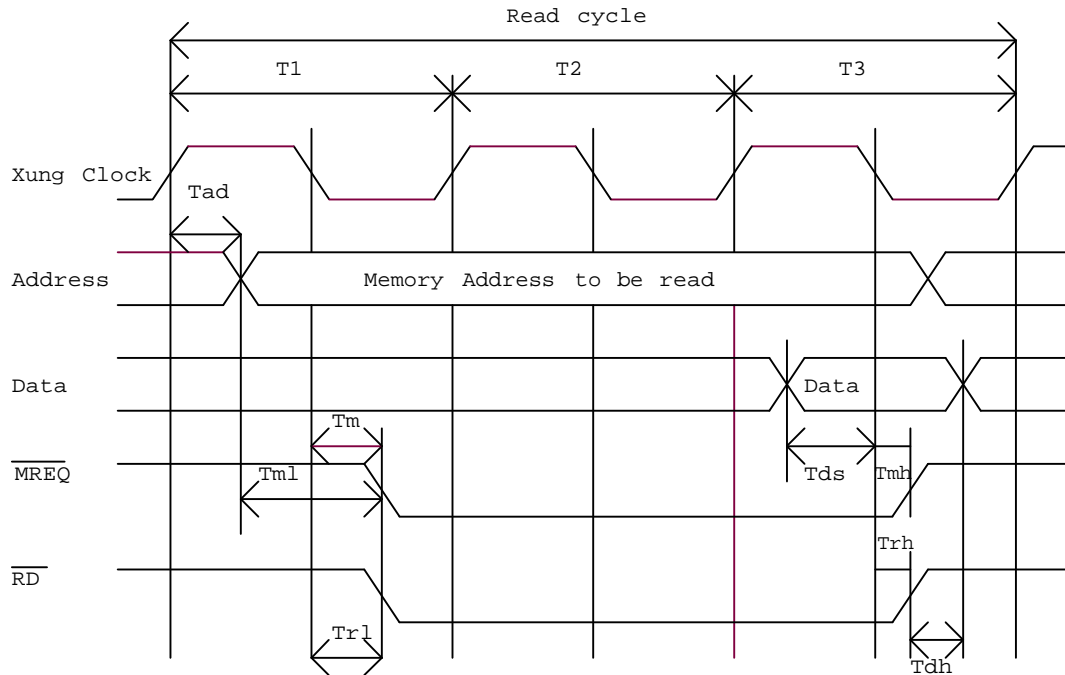 Read cycle
T1 T2 T3
Xung Clock
Tad
Address Memory Address to be read
Data Data
Tm
MREQ Tml Tds Tmh
Trh
RD
Trl
Tdh